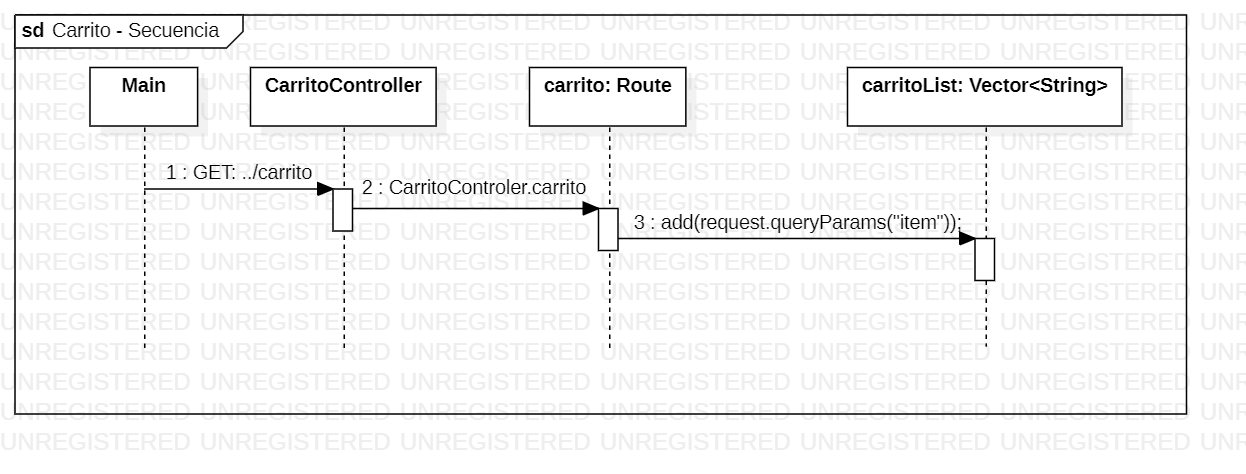 sd Carrito - Secuencia
Main
CarritoController
carrito: Route
carritoList: Vector<String>
1 : GET: ../carrito
2 : CarritoControler.carrito
3 : add(request.queryParams("item"));
UNREGISTERED UNREGISTERED UNREGISTERED UNREGISTERED UNREGISTERED UNREGISTERED